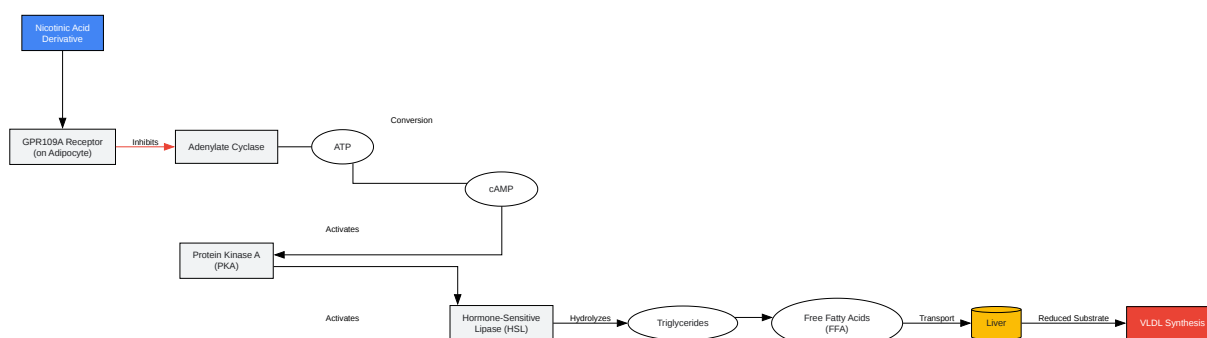 Nicotinic Acid
Derivative
Conversion
GPR109A Receptor
(on Adipocyte)
Inhibits
Adenylate Cyclase
ATP
cAMP
Activates
Protein Kinase A
(PKA)
Activates
Hormone-Sensitive
Lipase (HSL)
Hydrolyzes
Triglycerides
Free Fatty Acids
(FFA)
Transport
Liver
Reduced Substrate
VLDL Synthesis